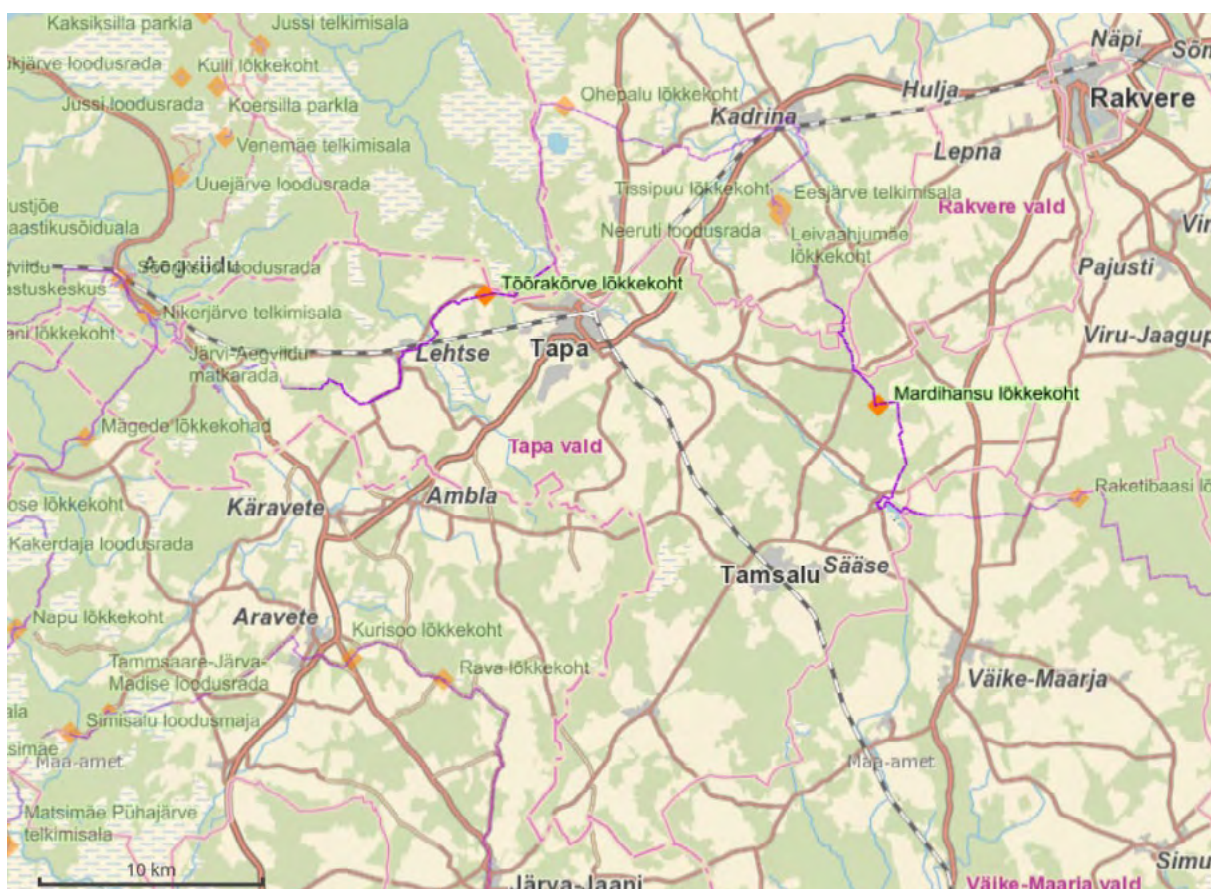 Kaksiksilla parkla
Jussi telkimisala
Näpi
Külli lõkkekoht
Jussi loodusrada
Koersilla parkla
Ohepalu lõkkekoht
Hulja
Kadrina
Rakvere
Venemäe telkimisala
Lepna
Uuejärve loodusrada
Tissipuu lõkkekoht
Eesjärve telkimisala
Rakvere vald
Neeruti loodusrada
Leivaahjumäe
lõkkekoht
Aegviidu
Pajusti
Töörakõrve lõkkekoht
Nikerjärve telkimisala
Viru-Jaagup
Järvi-Aegviidu
matkarada
Lehtse
Tapa
Mardihansu lõkkekoht
Mägede lõkkekohad
Tapa vald
Ambla
Käravete
Raketibaasi
Kakerdaja loodusrada
Tamsalu
Sääse
Napu lõkkekoht
Aravete
Kurisoo lõkkekoht
Rava lõkkekoht
Tammsaare-Järva-
Madise loodusrada
Väike-Maarja
Simisalu loodusmaja
Maa-amet
Maa-amet
Matsimäe Pühajärve
telkimisala
10 km
Järva-Jaani
Väike-Maarja vald